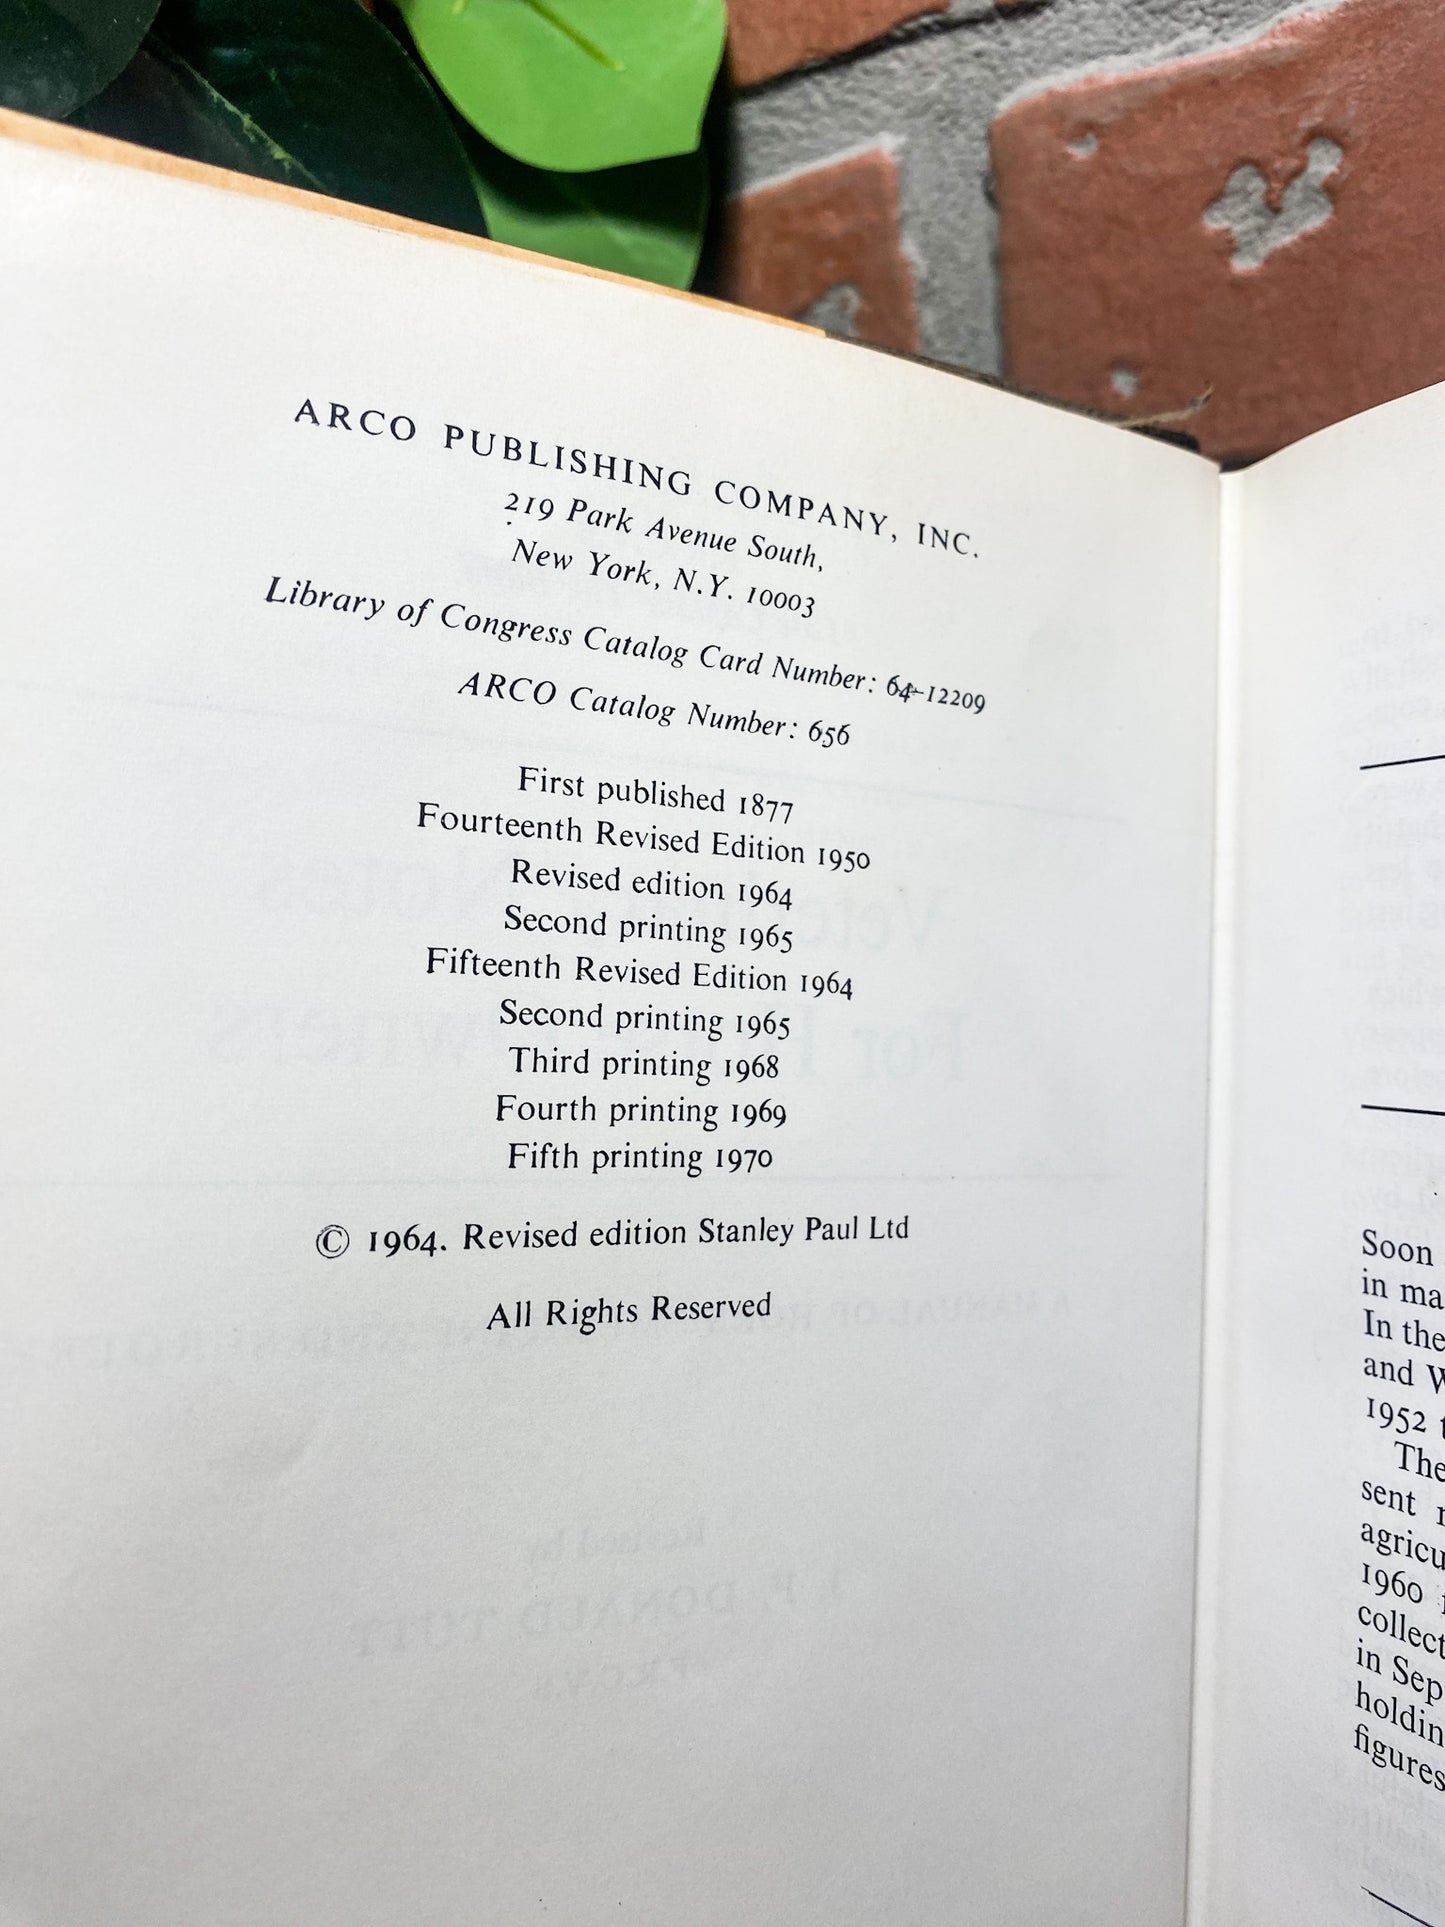 ARCO PUBLISHING COMPANY, INC.
219 Park Avenue South,
New York, N.Y. 10003
Library of Congress Catalog Card Number: 64-12209
ARCO Catalog Number: 656
First published 1877
Fourteenth Revised Edition 1950
Revised edition 1964
Second printing 1965
Fifteenth Revised Edition 1964
Second printing 1965
Third printing 1968
Fourth printing 1969
Fifth printing 1970
© 1964. Revised edition Stanley Paul Ltd
All Rights Reserved
Soon
in ma
In the
and W
1952 t
The
sent
agricu
1960
collect
in Sep
holdin
figures